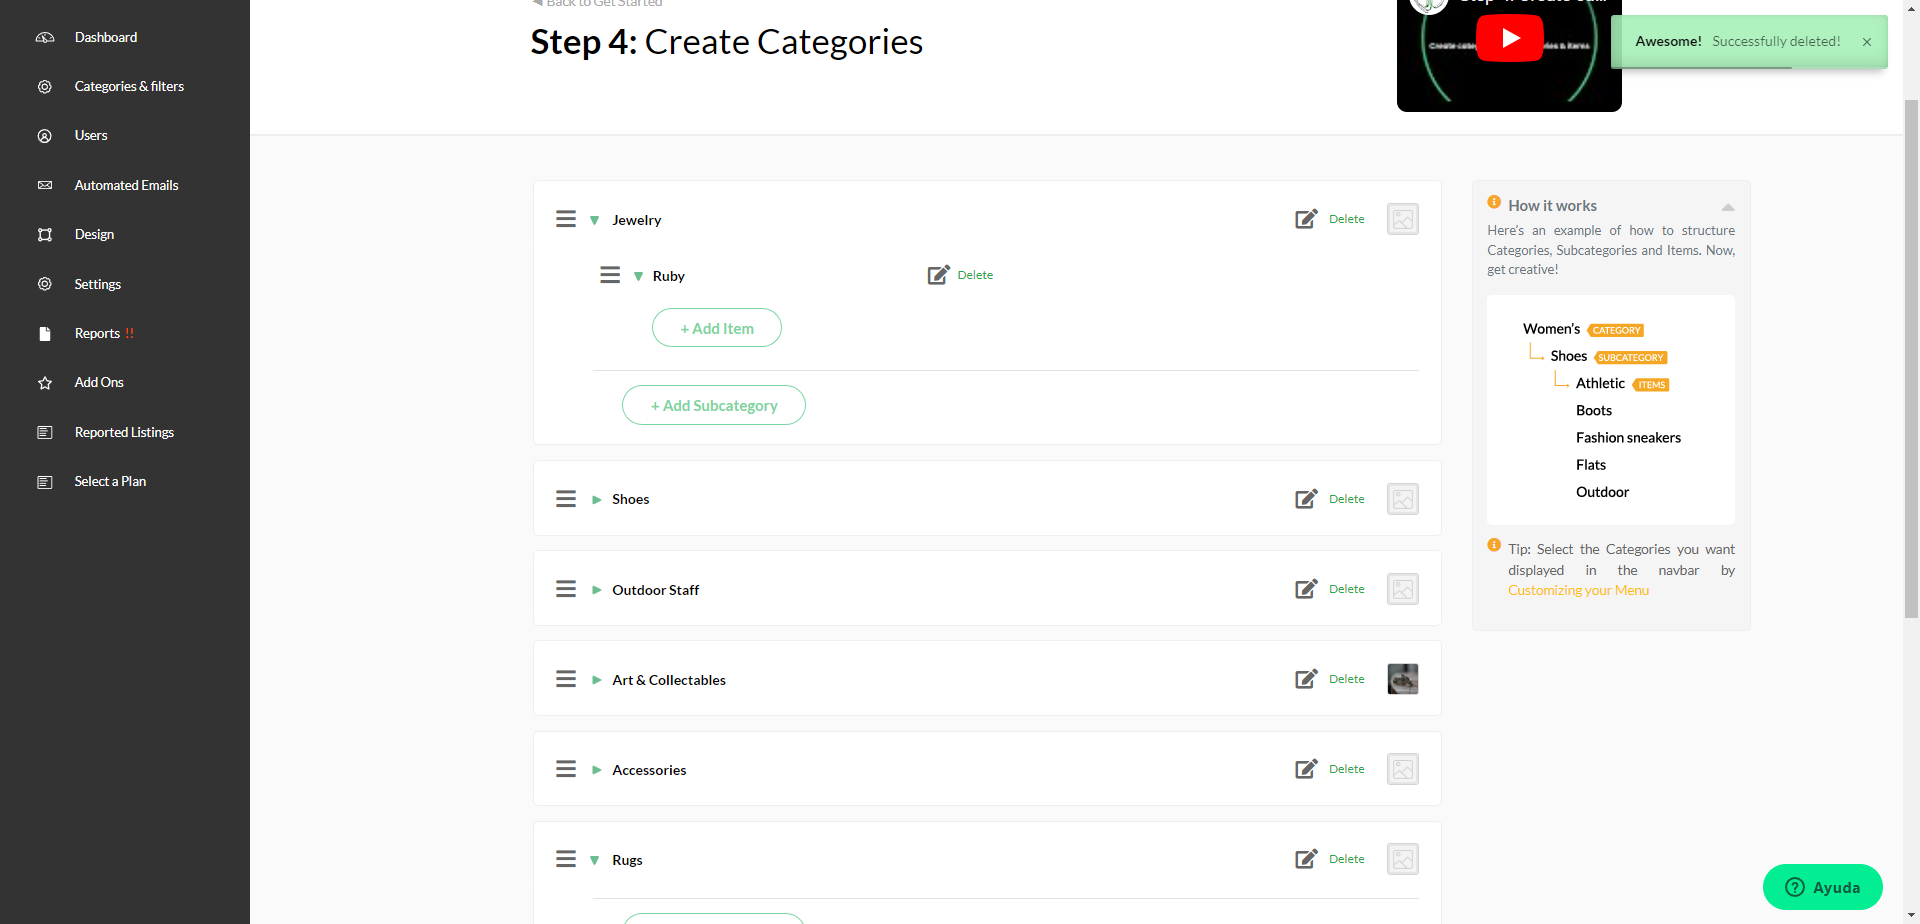 Dashboard
Categories & filters
Users
Automated Emails
Design
Settings
Reports !!
Add Ons
Reported Listings
Select a Plan
Back to Get Started
Step 4: Create Categories
Awesome! Successfully deleted! ×
Jewelry
Delete
Ruby
Delete
+ Add Item
+ Add Subcategory
Shoes
Delete
Outdoor Staff
Delete
Art & Collectables
Delete
Accessories
Delete
Rugs
Delete
How it works
Here's an example of how to structure
Categories, Subcategories and Items. Now,
get creative!
Women's CATEGORY
Shoes SUBCATEGORY
Athletic ITEMS
Boots
Fashion sneakers
Flats
Outdoor
Tip: Select the Categories you want
displayed in the navbar by
Customizing your Menu
Ayuda